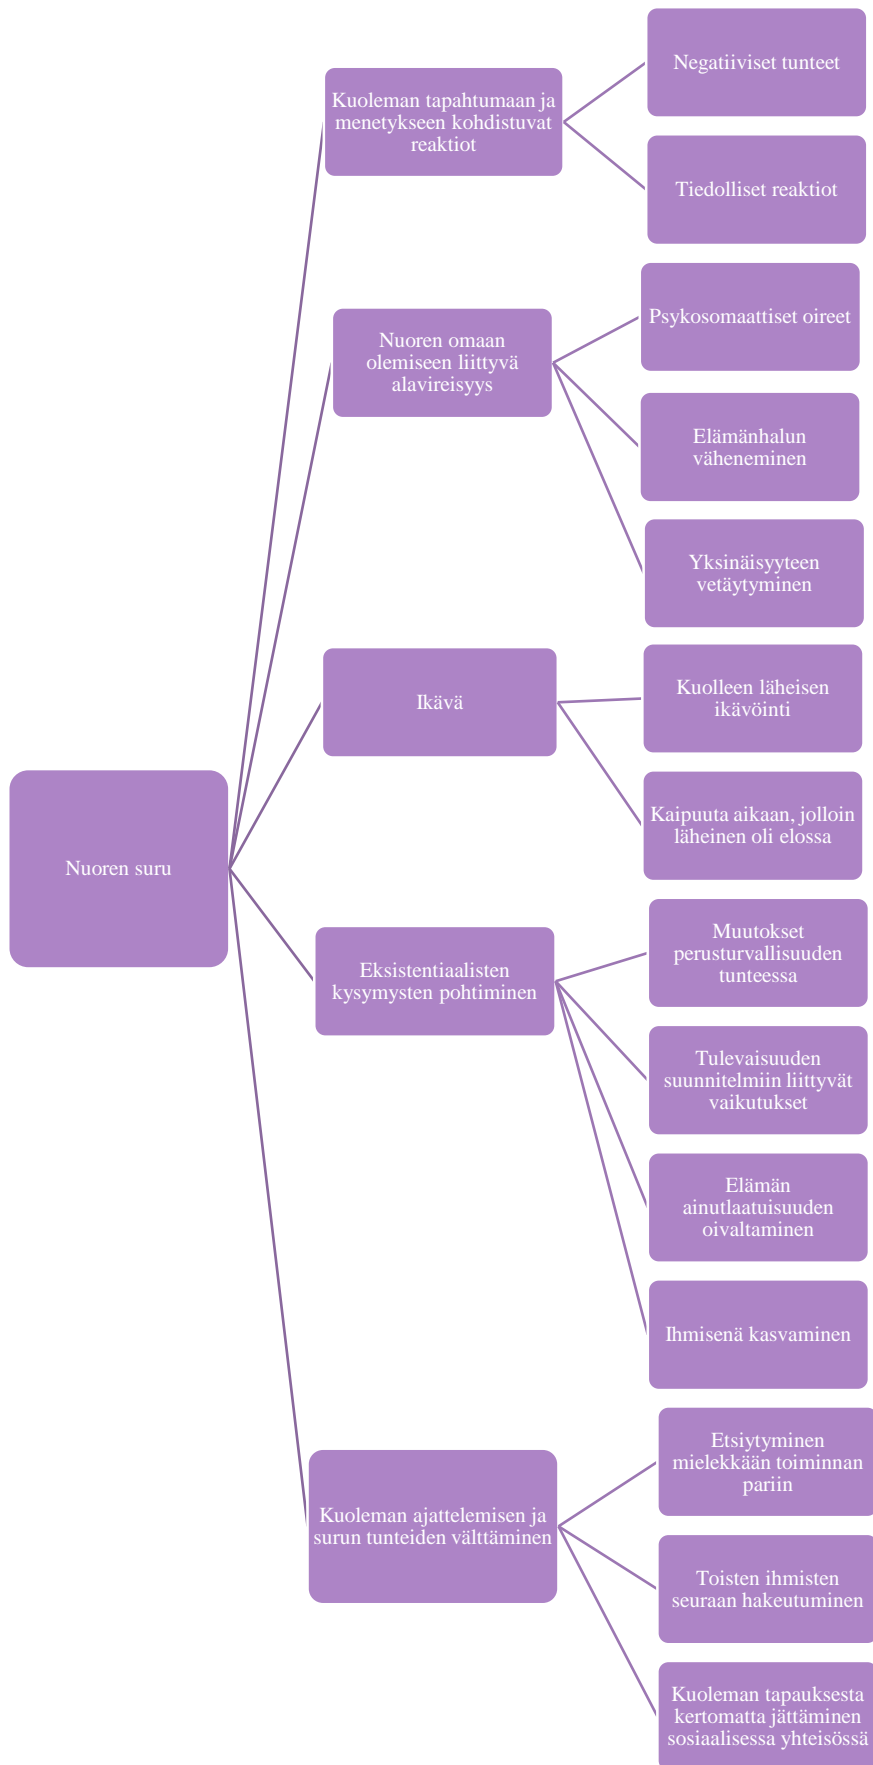 Nuoren suru
Kuoleman tapahtumaan ja
menetykseen kohdistuvat
reaktiot
Negatiiviset tunteet
Tiedolliset reaktiot
Nuoren omaan
olemiseen liittyvä
alavireisyys
Psykosomaattiset oireet
Elämänhalun
väheneminen
Yksinäisyyteen
vetäytyminen
Ikävä
Kuolleen läheisen
ikävöinti
Kaipuuta aikaan, jolloin
läheinen oli elossa
Eksistentiaalisten
kysymysten pohtiminen
Muutokset
perusturvallisuuden
tunteessa
Tulevaisuuden
suunnitelmiin liittyvät
vaikutukset
Elämän
ainutlaatuisuuden
oivaltaminen
Ihmisenä kasvaminen
Kuoleman ajattelemisen ja
surun tunteiden välttäminen
Etsiytyminen
mielekkään toiminnan
pariin
Toisten ihmisten
seuraan hakeutuminen
Kuoleman tapauksesta
kertomatta jättäminen
sosiaalisessa yhteisössä